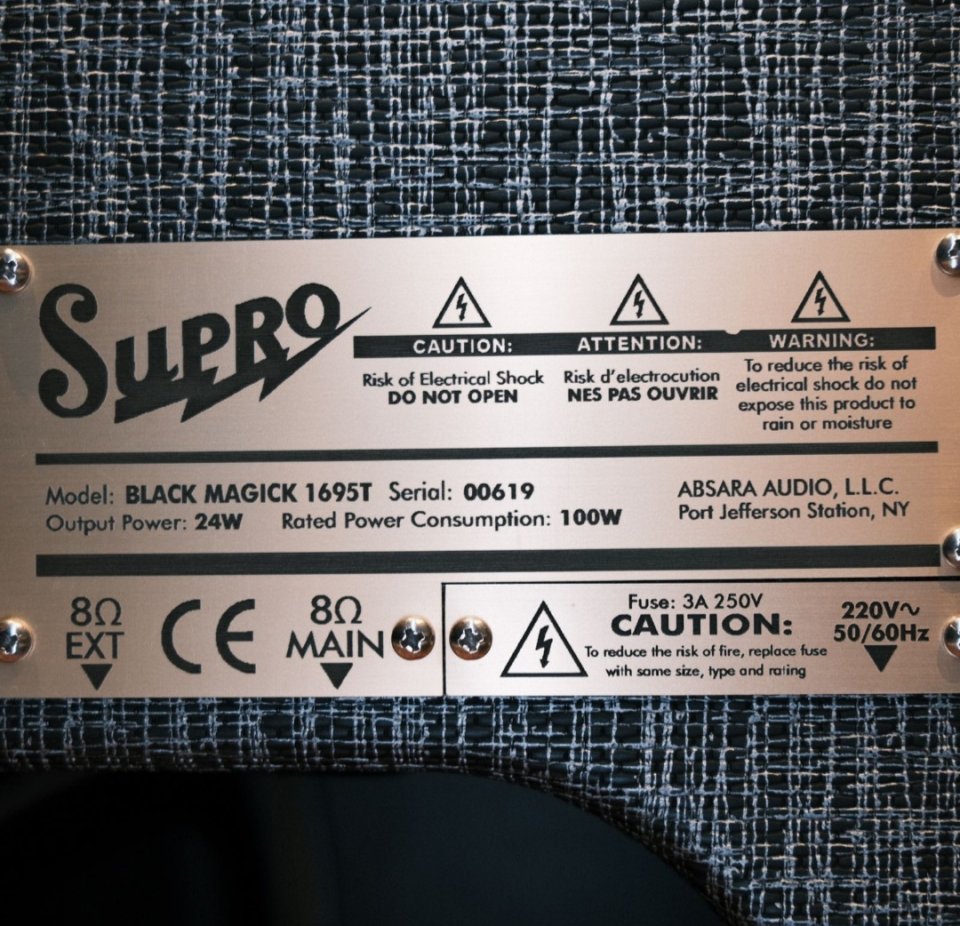 SUPRO
CAUTION:
Risk of Electrical Shock
DO NOT OPEN
ATTENTION:
Risk d'electrocution
NES PAS OUVRIR
WARNING:
To reduce the risk of
electrical shock do not
expose this product to
rain or moisture
Model: BLACK MAGICK 1695T Serial: 00619
Output Power: 24W Rated Power Consumption: 100W
ABSARA AUDIO, L.L.C.
Port Jefferson Station, NY
8Ω
EXT
CE
8Ω
MAIN
Fuse: 3A 250V
CAUTION:
To reduce the risk of fire, replace fuse
with same size, type and rating
220V~
50/60Hz